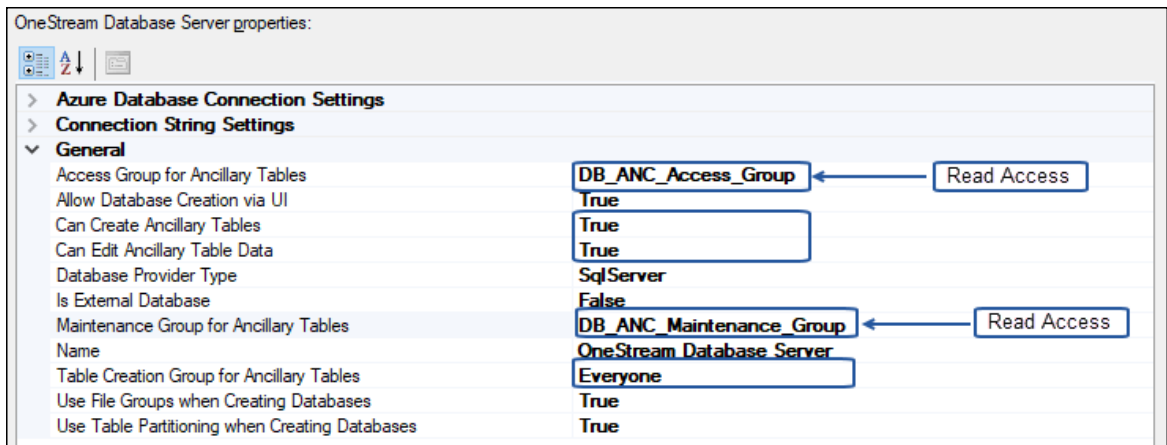 OneStream Database Server properties:
A Z
Azure Database Connection Settings
Connection String Settings
General
Access Group for Ancillary Tables DB_ANC_Access_Group Read Access
Allow Database Creation via UI True
Can Create Ancillary Tables True
Can Edit Ancillary Table Data True
Database Provider Type SqlServer
Is External Database False
Maintenance Group for Ancillary Tables DB_ANC_Maintenance_Group Read Access
Name OneStream Database Server
Table Creation Group for Ancillary Tables Everyone
Use File Groups when Creating Databases True
Use Table Partitioning when Creating Databases True